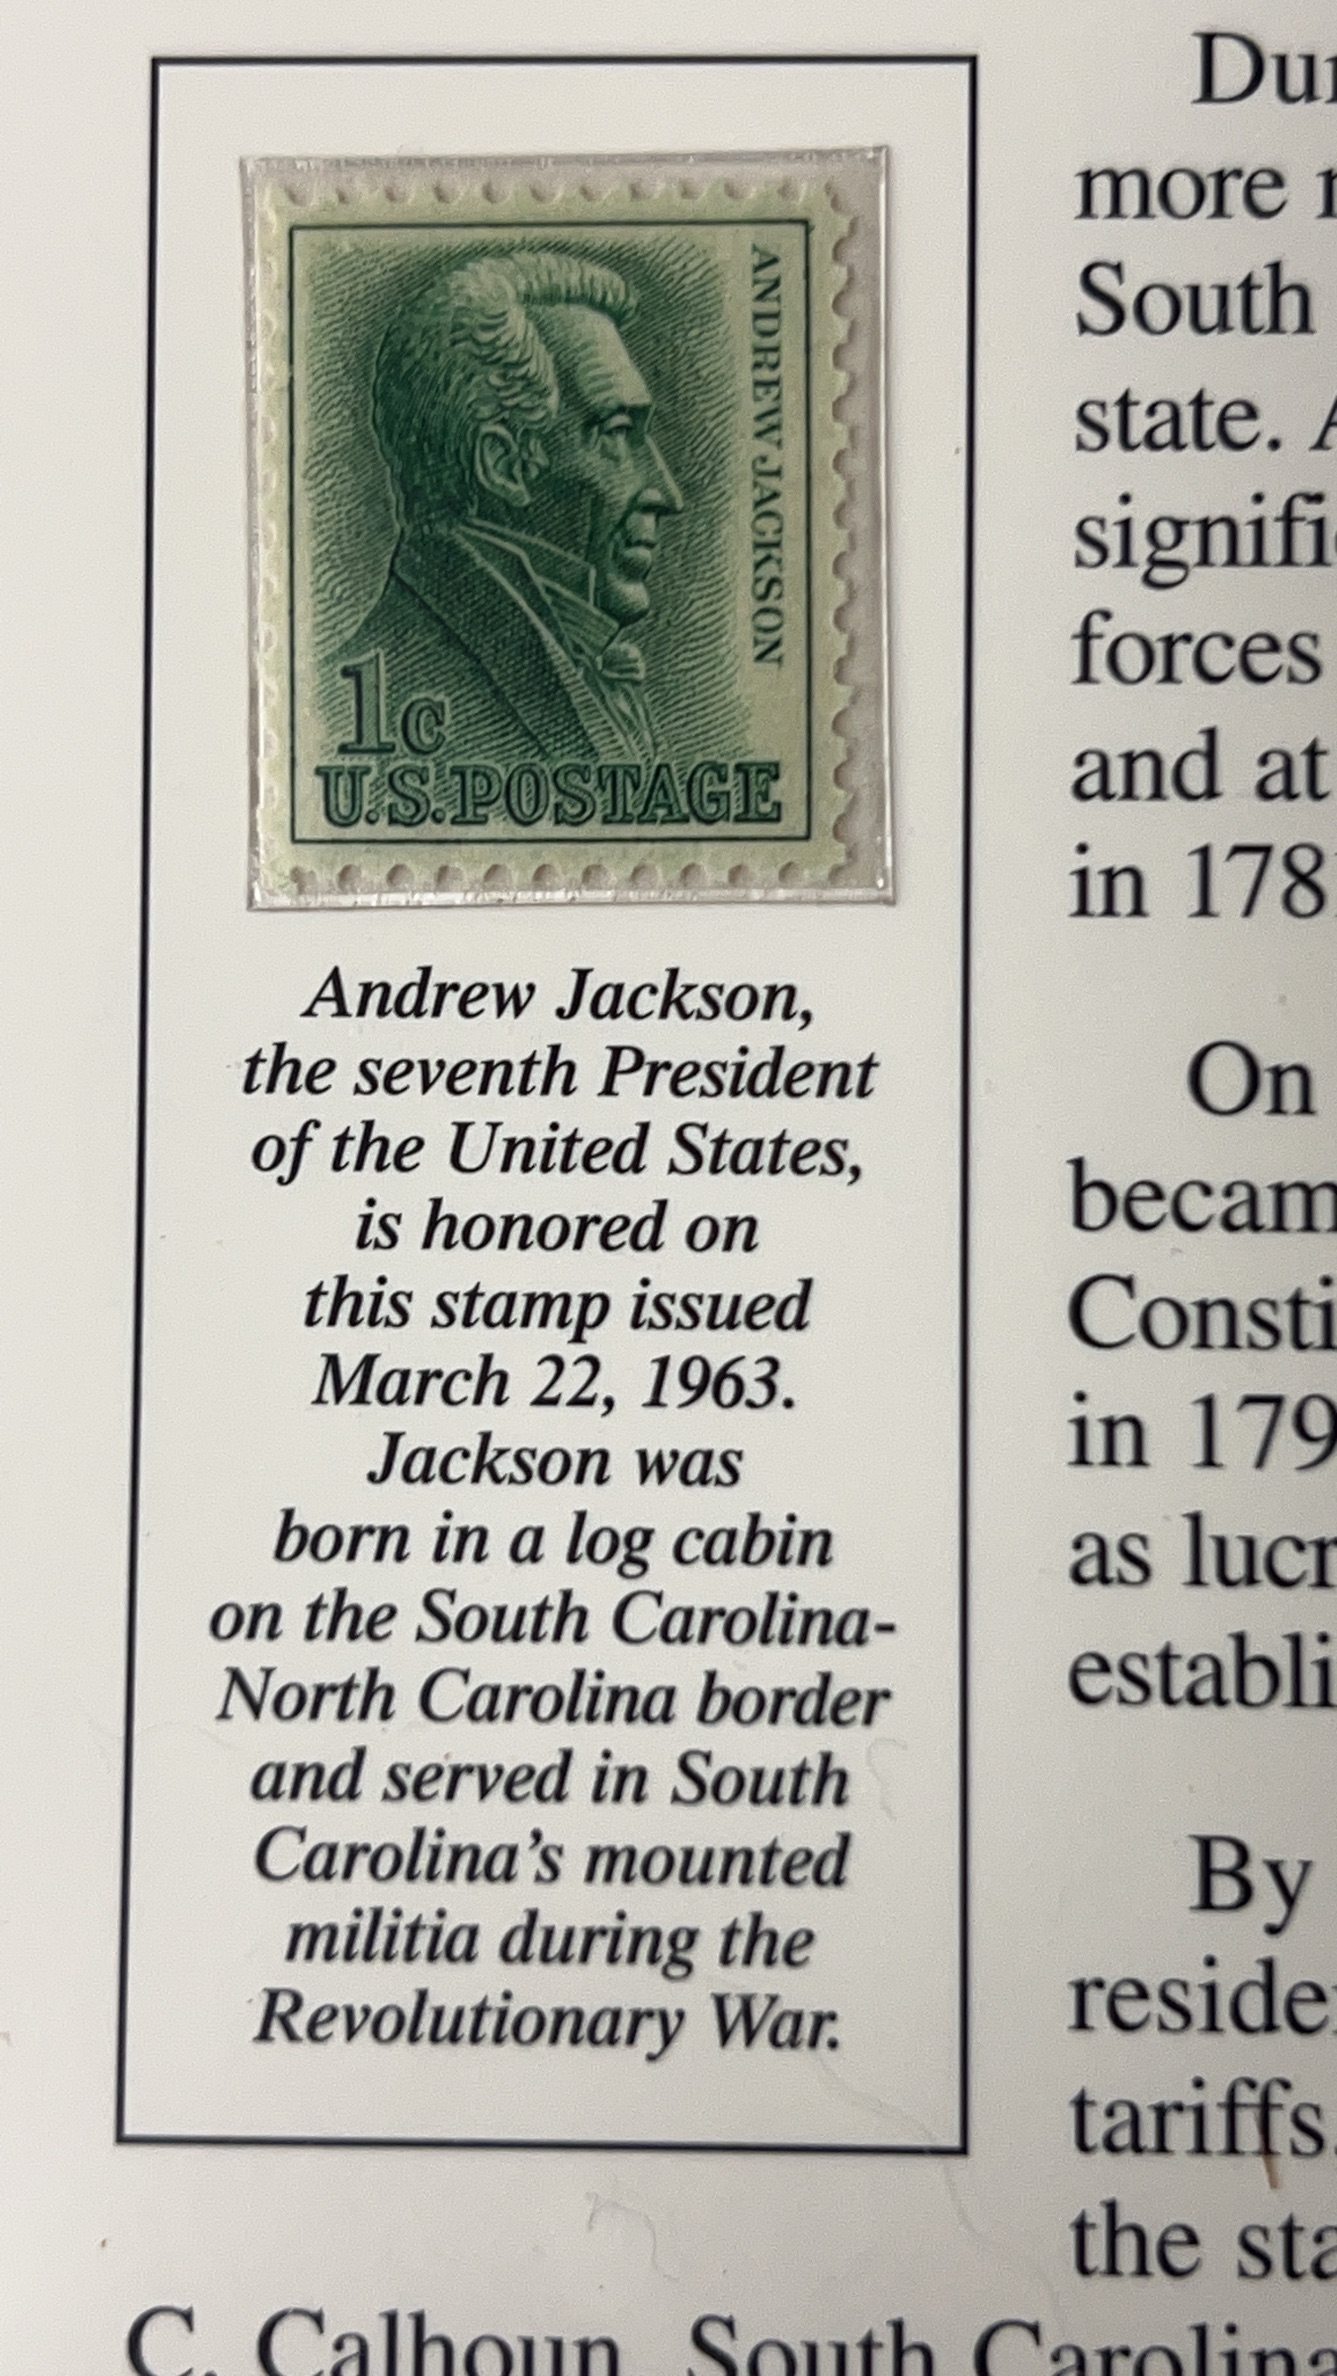 ANDREW JACKSON
1c
U.S. POSTAGE
Andrew Jackson,
the seventh President
of the United States,
is honored on
this stamp issued
March 22, 1963.
Jackson was
born in a log cabin
on the South Carolina-
North Carolina border
and served in South
Carolina's mounted
militia during the
Revolutionary War.
more
South
state.
forces
and at
in
On
in
as
By
the
C. Calhoun, South Carolina